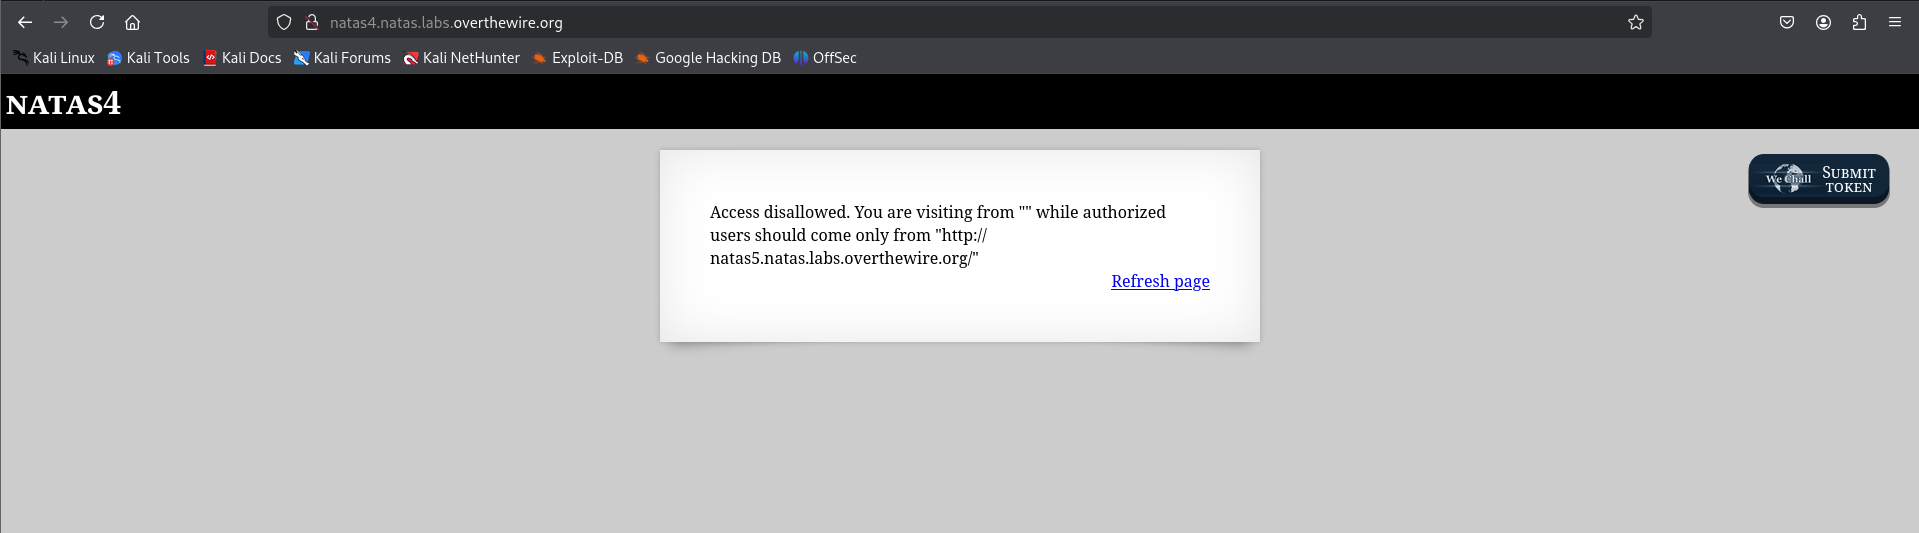 natas4.natas.labs.overthewire.org
Kali Linux Kali Tools Kali Docs Kali Forums Kali NetHunter Exploit-DB Google Hacking DB OffSec
NATAS4
Access disallowed. You are visiting from "" while authorized
users should come only from "http://
natas5.natas.labs.overthewire.org/"
Refresh page
We Chall
SUBMIT
TOKEN